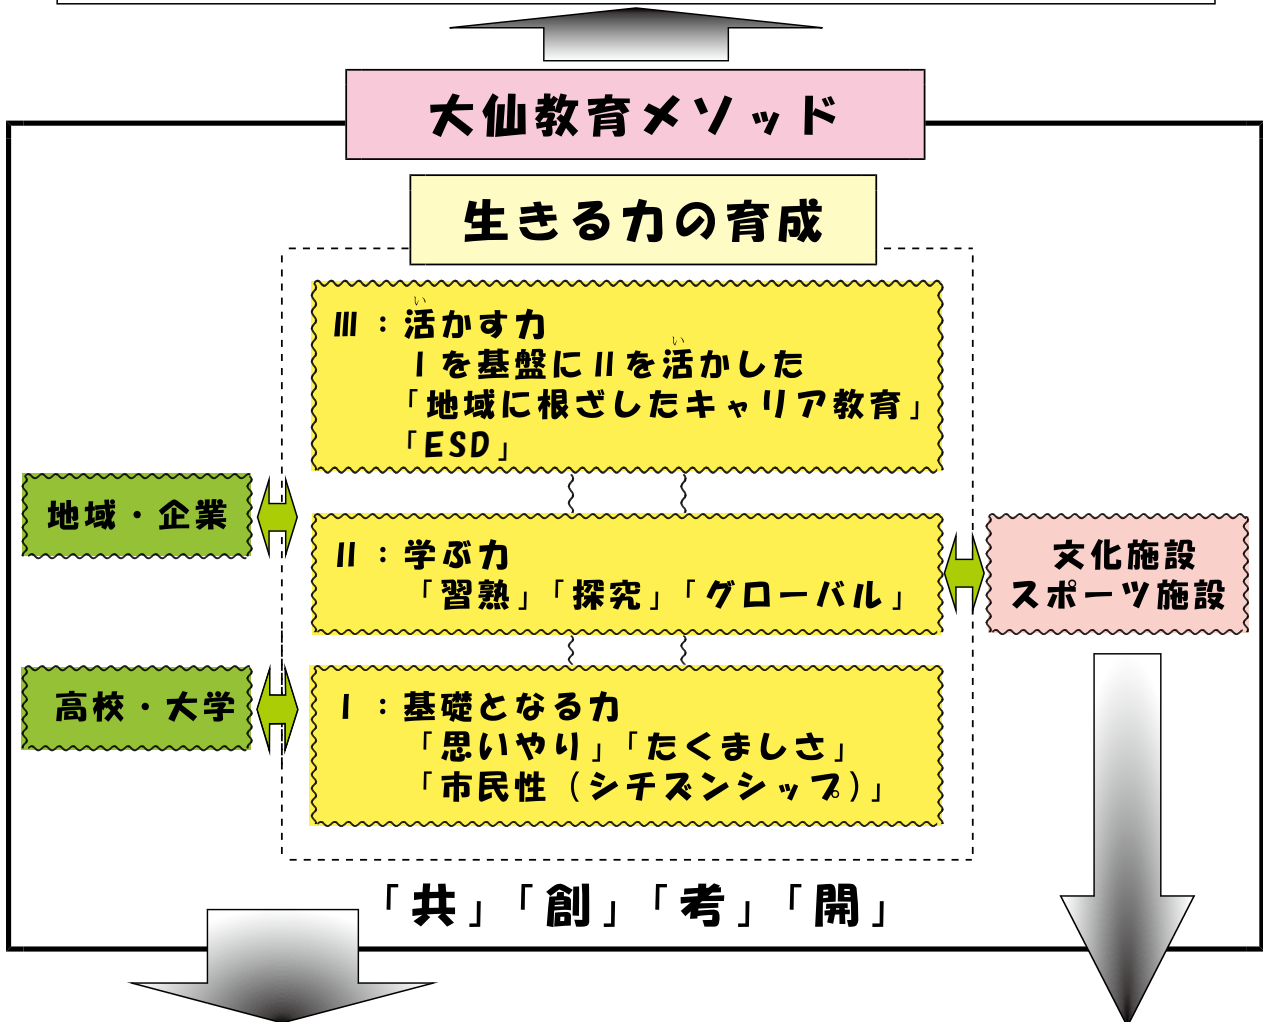 大仙教育メソッド
生きる力の育成
い
Ⅲ：活かす力
い
Ⅰを基盤にⅡを活かした
「地域に根ざしたキャリア教育」
「ESD」
地域・企業
Ⅱ：学ぶ力
「習熟」「探究」「グローバル」
文化施設
スポーツ施設
高校・大学
Ⅰ：基礎となる力
「思いやり」「たくましさ」
「市民性（シチズンシップ）」
「共」「創」「考」「開」